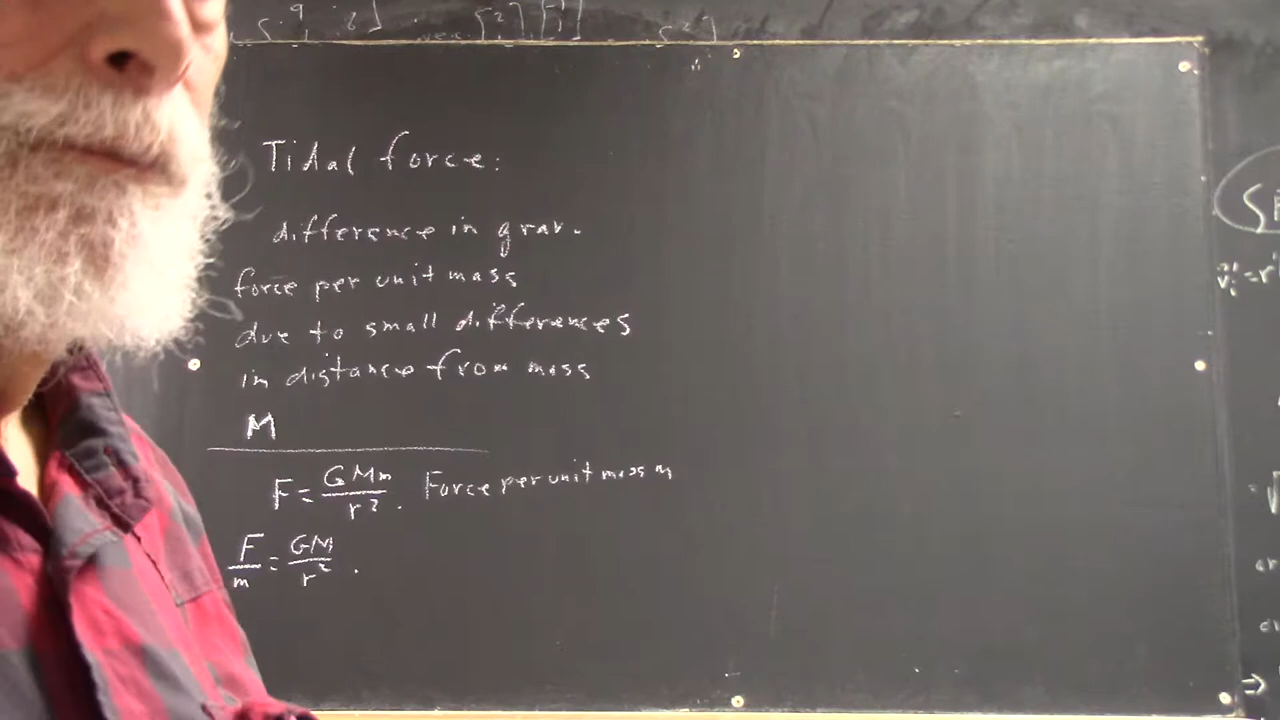 Tidal force:
difference in grav.
force per unit mass
due to small differences
in distance from mass
M
F = GMm/r². Force per unit mass m
F/m = GM/r².